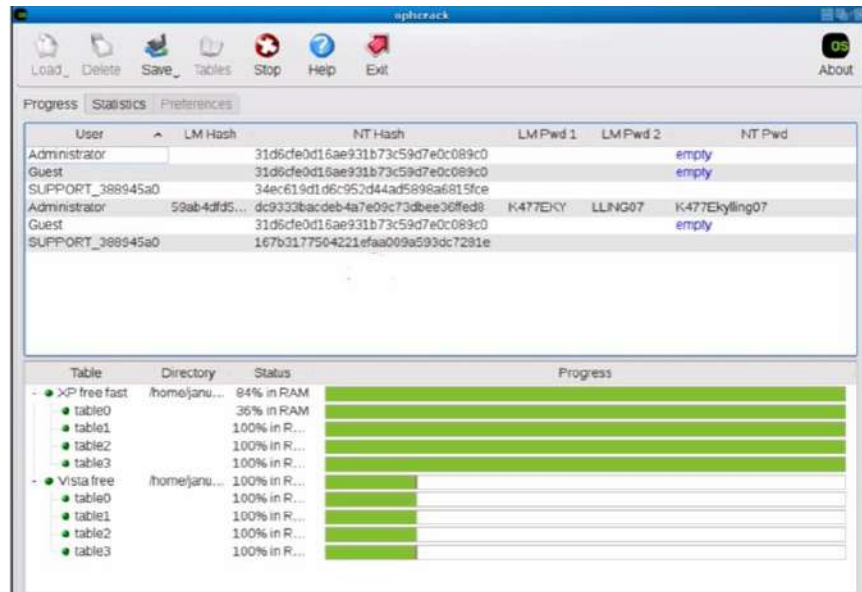 ophcrack
Load Delete Save Tables Stop Help Exit
OS
About
Progress Statistics Preferences
User LM Hash NT Hash LM Pwd 1 LM Pwd 2 NT Pwd
Administrator 31d6cfe0d16ae931b73c59d7e0c089c0 empty
Guest 31d6cfe0d16ae931b73c59d7e0c089c0 empty
SUPPORT_388945a0 34ec619d1d6c952d44ad5898a6815fce
Administrator 59ab4dfd5... dc9333bacdeb4a7e09c73dbee36ffed8 K477EKY LLING07 K477Ekylling07
Guest 31d6cfe0d16ae931b73c59d7e0c089c0 empty
SUPPORT_388945a0 167b3177504221efaa009a593dc7281e
Table Directory Status Progress
XP free fast /home/janu... 84% in RAM
table0 36% in RAM
table1 100% in R...
table2 100% in R...
table3 100% in R...
Vista free /home/janu... 100% in R...
table0 100% in R...
table1 100% in R...
table2 100% in R...
table3 100% in R...